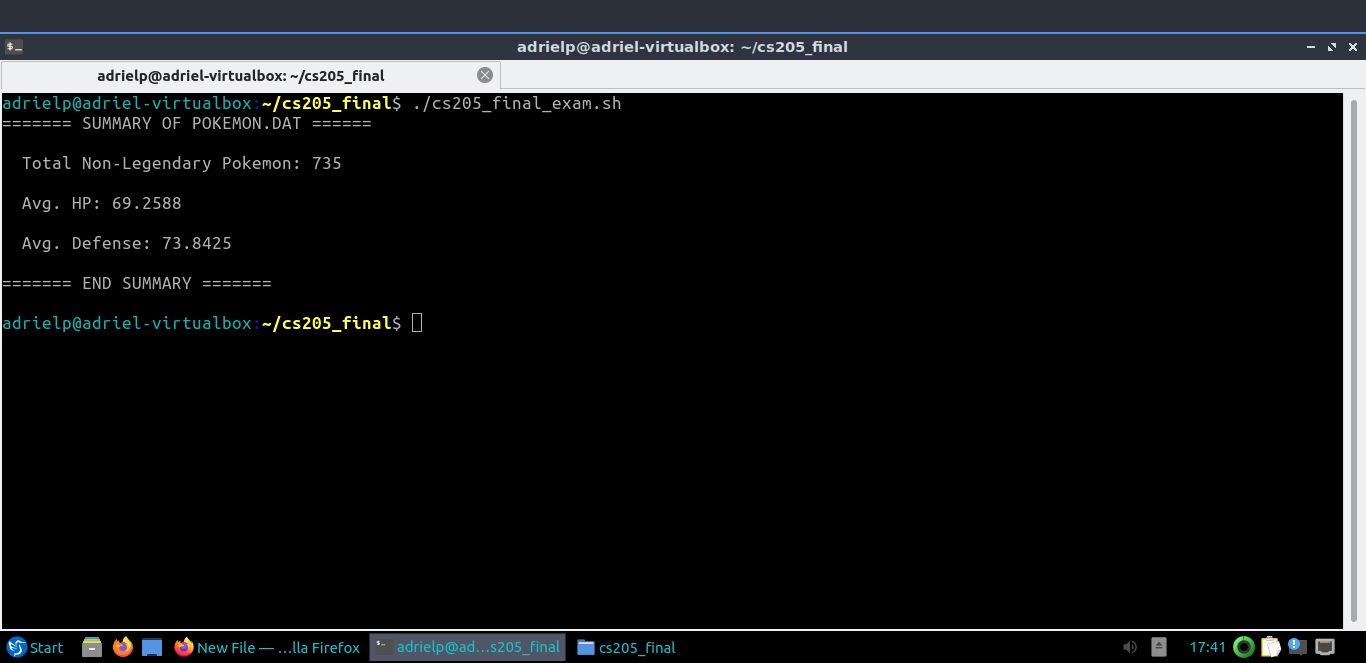 adrielp@adriel-virtualbox: ~/cs205_final
adrielp@adriel-virtualbox: ~/cs205_final
adrielp@adriel-virtualbox:~/cs205_final$ ./cs205_final_exam.sh
======= SUMMARY OF POKEMON.DAT ======
Total Non-Legendary Pokemon: 735
Avg. HP: 69.2588
Avg. Defense: 73.8425
======= END SUMMARY =======
adrielp@adriel-virtualbox:~/cs205_final$
Start New File — ...lla Firefox adrielp@ad...s205_final cs205_final 17:41